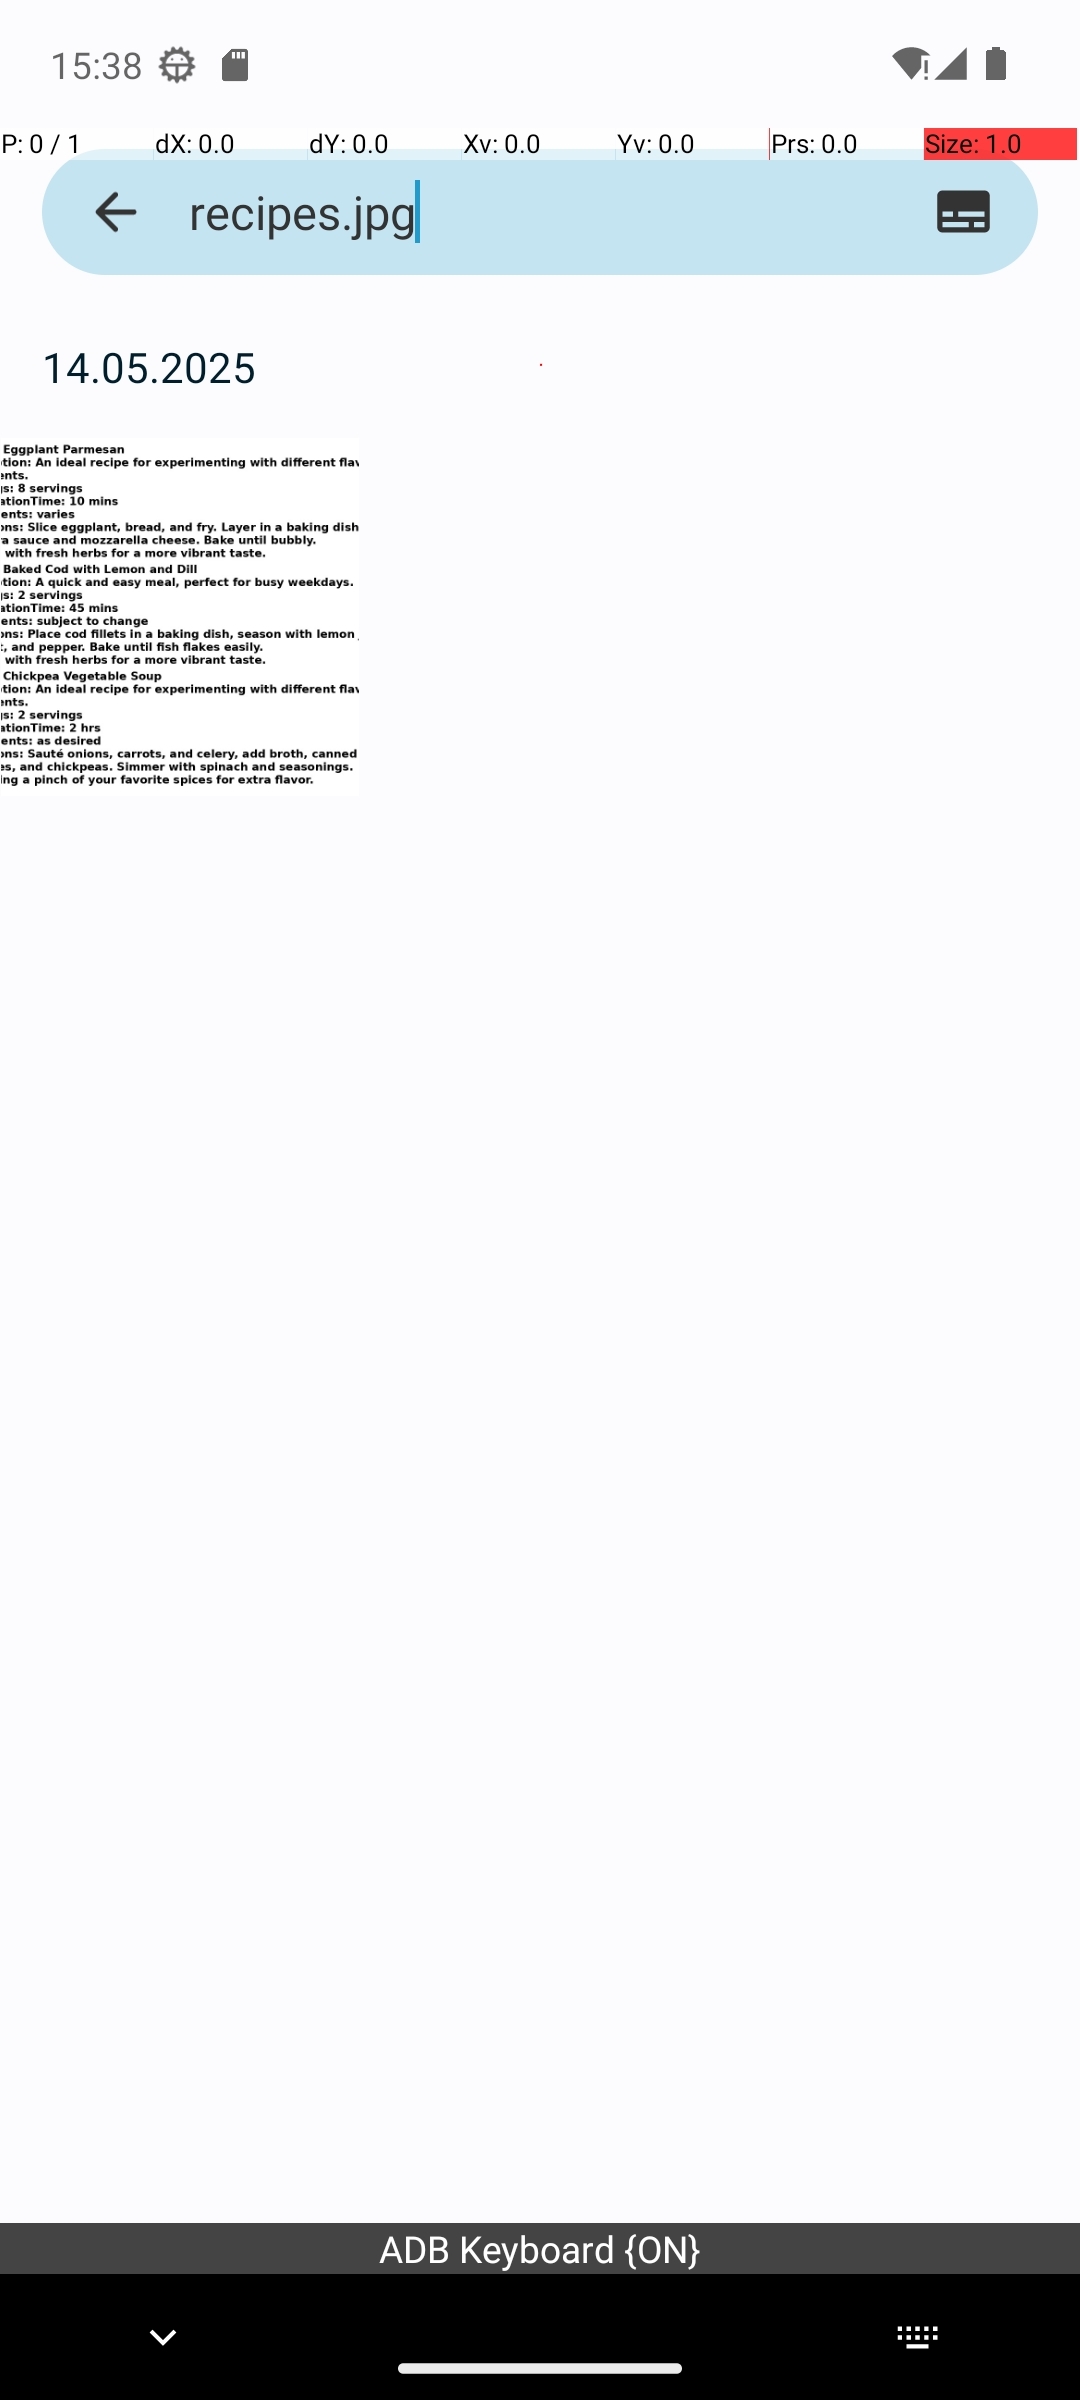 15:38
P: 0 / 1 dX: 0.0 dY: 0.0 Xv: 0.0 Yv: 0.0 Prs: 0.0 Size: 1.0
recipes.jpg
14.05.2025
Eggplant Parmesan
tion: An ideal recipe for experimenting with different flav
ents.
s: 8 servings
ationTime: 10 mins
ents: varies
ons: Slice eggplant, bread, and fry. Layer in a baking dish
a sauce and mozzarella cheese. Bake until bubbly.
with fresh herbs for a more vibrant taste.
Baked Cod with Lemon and Dill
tion: A quick and easy meal, perfect for busy weekdays.
s: 2 servings
ationTime: 45 mins
ents: subject to change
ons: Place cod fillets in a baking dish, season with lemon
, and pepper. Bake until fish flakes easily.
with fresh herbs for a more vibrant taste.
Chickpea Vegetable Soup
tion: An ideal recipe for experimenting with different flav
ents.
s: 2 servings
ationTime: 2 hrs
ents: as desired
ons: Sauté onions, carrots, and celery, add broth, canned
es, and chickpeas. Simmer with spinach and seasonings.
ing a pinch of your favorite spices for extra flavor.
ADB Keyboard {ON}